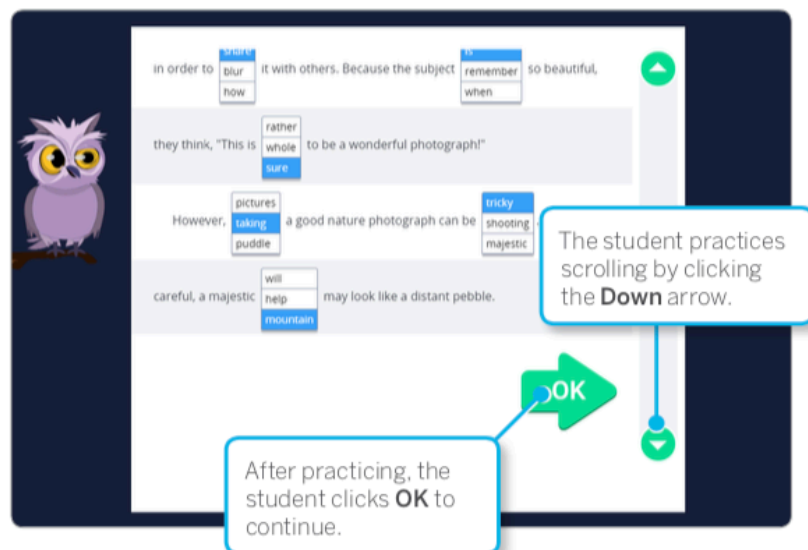 share is
in order to blur it with others. Because the subject remember so beautiful,
how when
rather
they think, "This is whole to be a wonderful photograph!"
sure
pictures tricky
However, taking a good nature photograph can be shooting
puddle majestic
will
careful, a majestic help may look like a distant pebble.
mountain
The student practices
scrolling by clicking
the Down arrow.
OK
After practicing, the
student clicks OK to
continue.